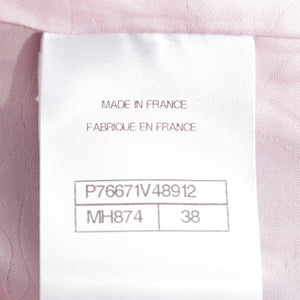 MADE IN FRANCE
FABRIQUE EN FRANCE
P76671V48912
MH874 38